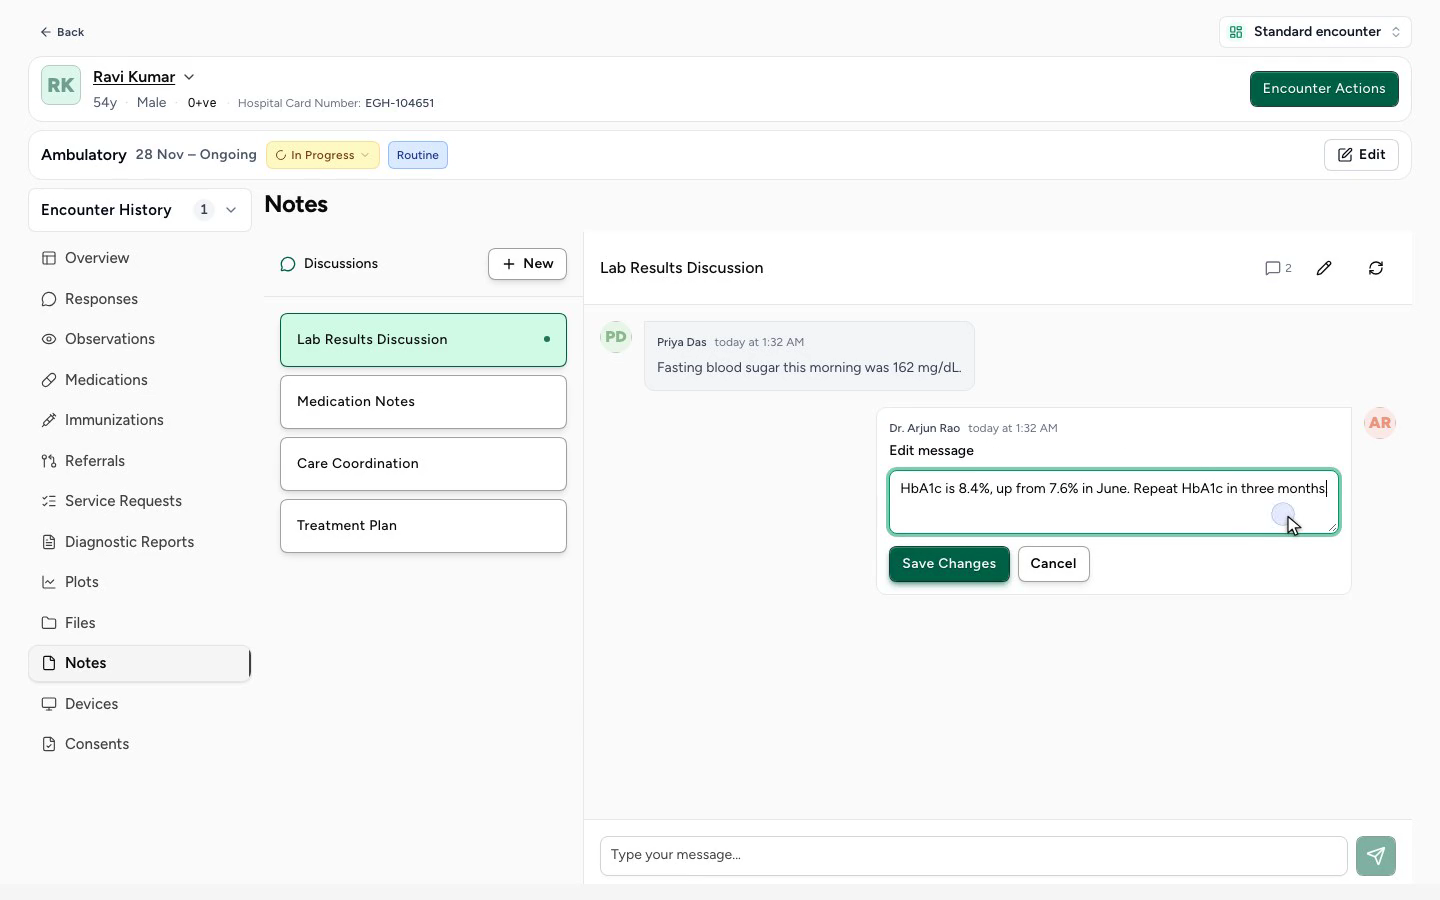 Back
Standard encounter
RK
Ravi Kumar
54y · Male · O+ve · Hospital Card Number: EGH-104651
Encounter Actions
Ambulatory 28 Nov – Ongoing In Progress Routine
Edit
Encounter History 1
Notes
Overview
Responses
Observations
Medications
Immunizations
Referrals
Service Requests
Diagnostic Reports
Plots
Files
Notes
Devices
Consents
Discussions
New
Lab Results Discussion
Medication Notes
Care Coordination
Treatment Plan
Lab Results Discussion
2
PD
Priya Das today at 1:32 AM
Fasting blood sugar this morning was 162 mg/dL.
Dr. Arjun Rao today at 1:32 AM
AR
Edit message
HbA1c is 8.4%, up from 7.6% in June. Repeat HbA1c in three months
Save Changes
Cancel
Type your message...